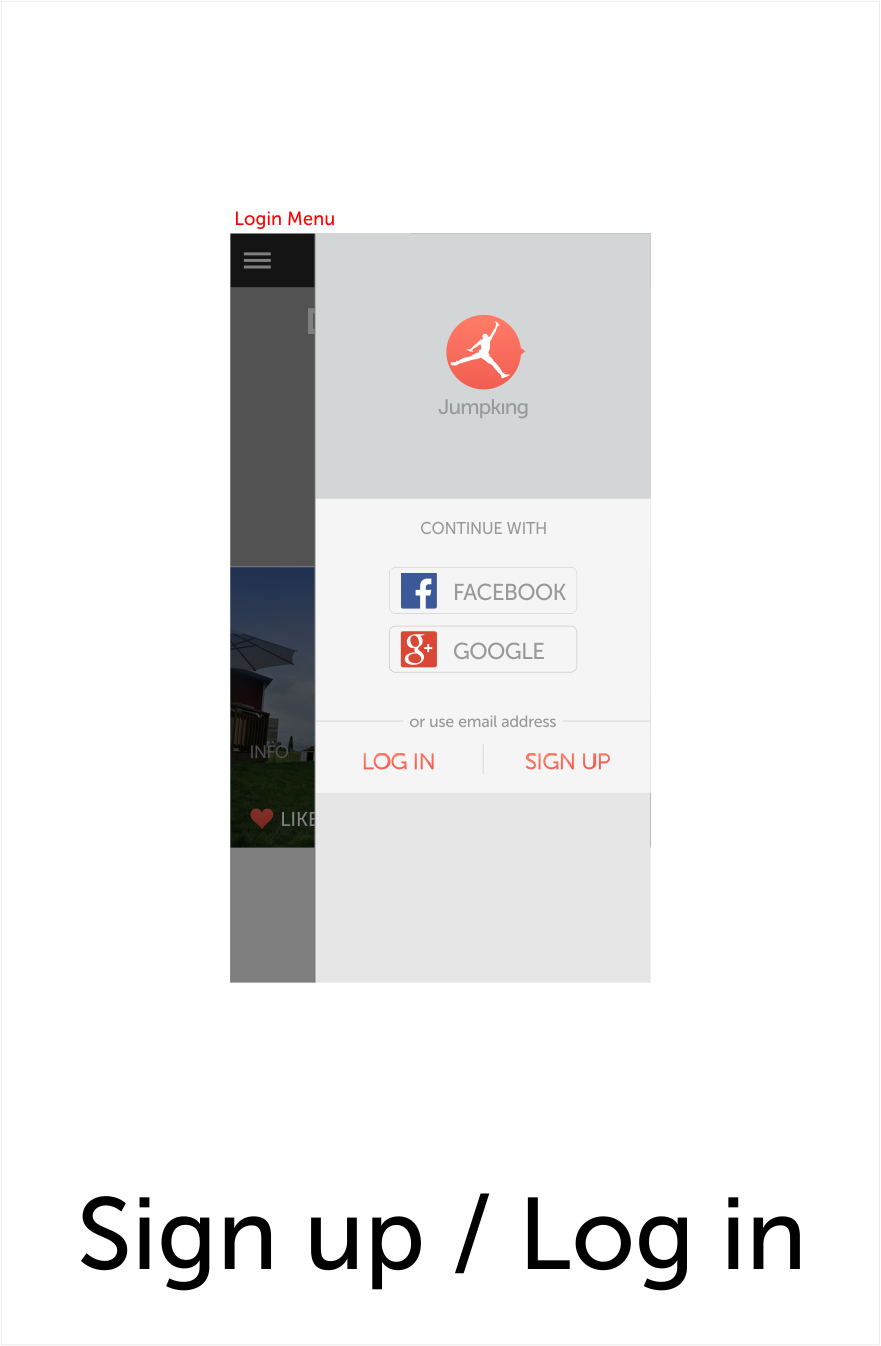 Login Menu
Jumpking
CONTINUE WITH
FACEBOOK
g+ GOOGLE
or use email address
LOG IN
SIGN UP
INFO
LIKE
Sign up / Log in